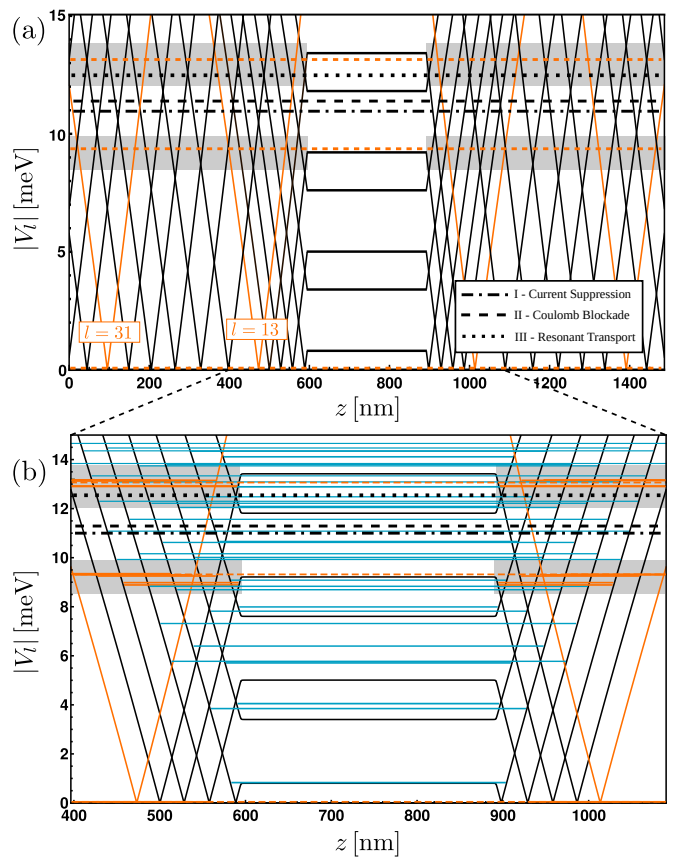 (a)
15
10
5
0
|V_l| [meV]
l = 31
l = 13
I - Current Suppression
II - Coulomb Blockade
III - Resonant Transport
0 200 400 600 800 1000 1200 1400
z [nm]
(b)
14
12
10
8
6
4
2
0
|V_l| [meV]
400 500 600 700 800 900 1000
z [nm]